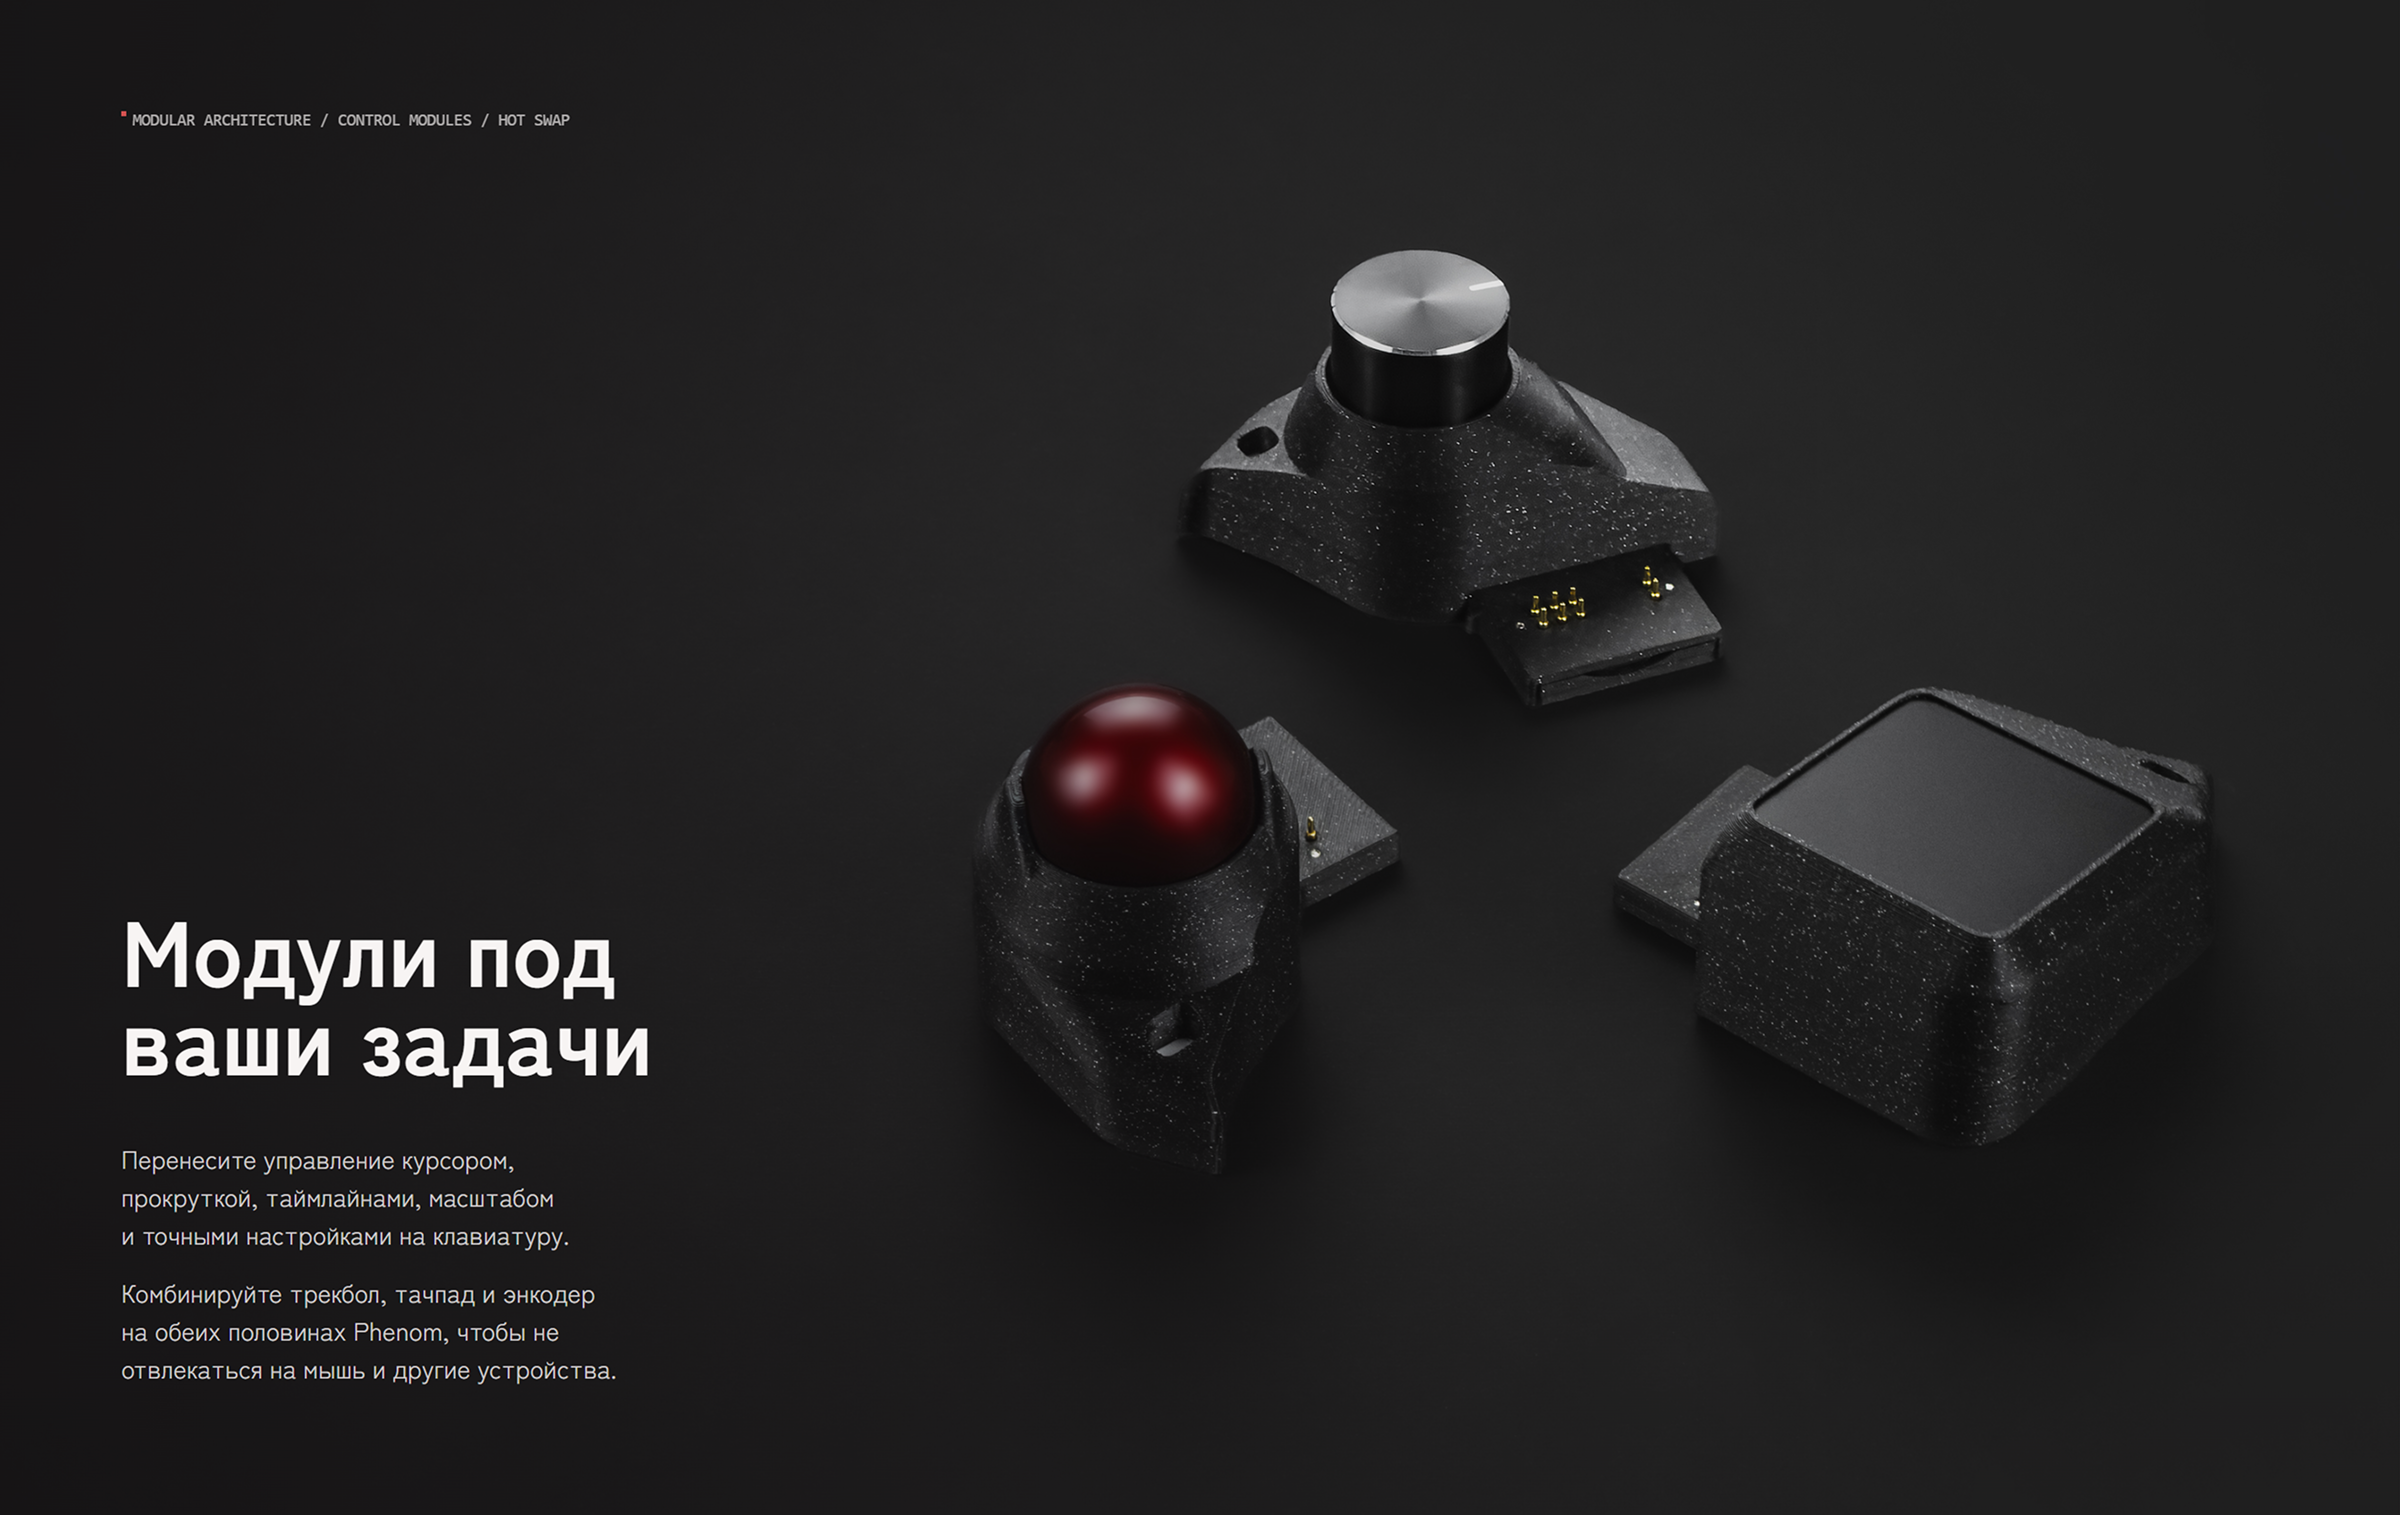 MODULAR ARCHITECTURE / CONTROL MODULES / HOT SWAP
Модули под
ваши задачи
Перенесите управление курсором,
прокруткой, таймлайнами, масштабом
и точными настройками на клавиатуру.
Комбинируйте трекбол, тачпад и энкодер
на обеих половинах Phenom, чтобы не
отвлекаться на мышь и другие устройства.